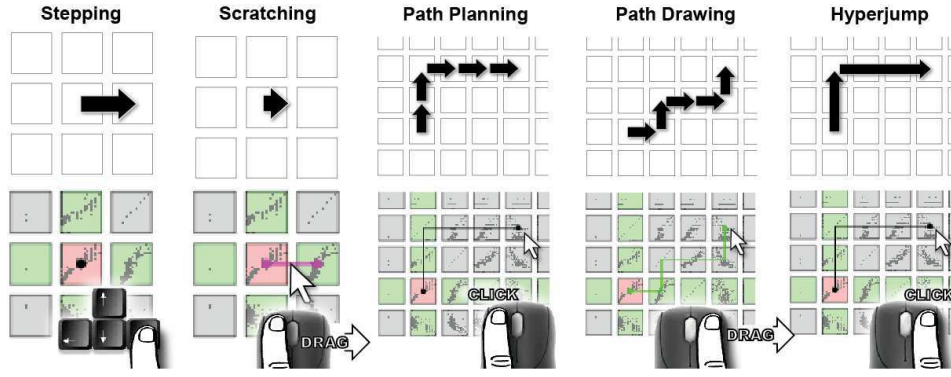 Stepping
Scratching
Path Planning
Path Drawing
Hyperjump
DRAG
CLICK
DRAG
CLICK